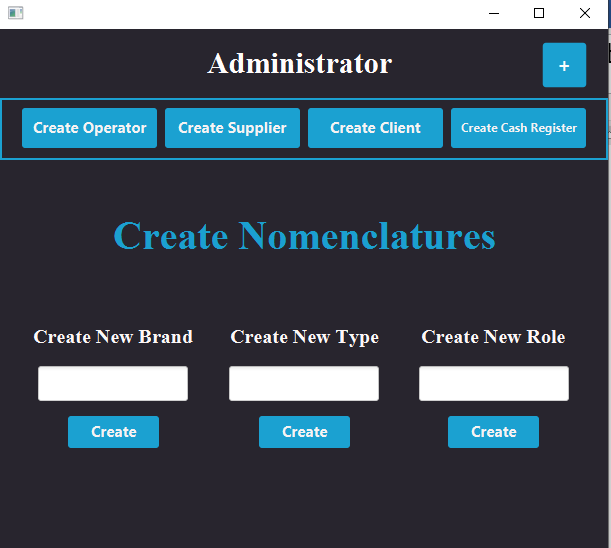 Administrator
+
Create Operator
Create Supplier
Create Client
Create Cash Register
Create Nomenclatures
Create New Brand
Create New Type
Create New Role
Create
Create
Create